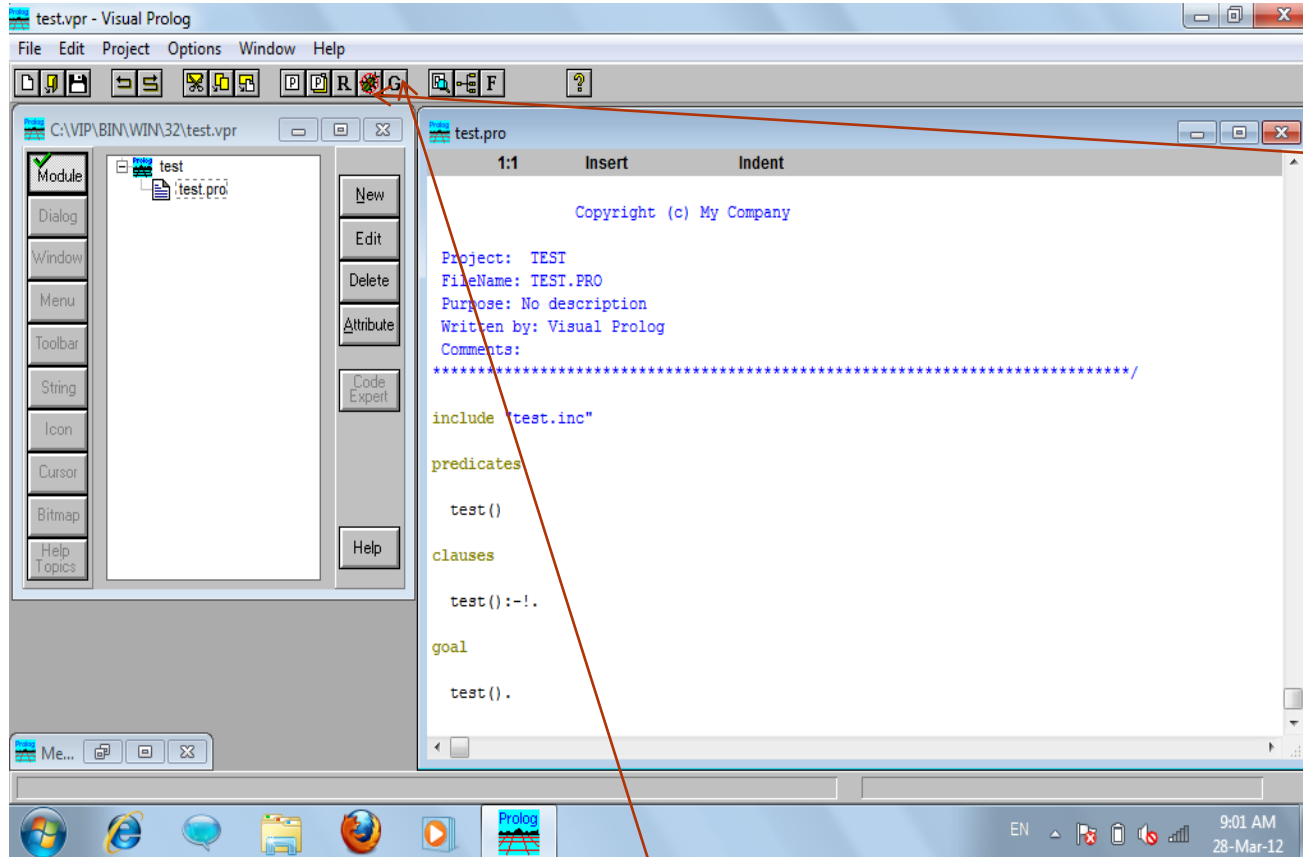 test.vpr - Visual Prolog
File Edit Project Options Window Help
P P R G F ?
C:\VIP\BIN\WIN\32\test.vpr
Module
Dialog
Window
Menu
Toolbar
String
Icon
Cursor
Bitmap
Help Topics
test
test.pro
New
Edit
Delete
Attribute
Code Expert
Help
test.pro
1:1 Insert Indent
Copyright (c) My Company
Project: TEST
FileName: TEST.PRO
Purpose: No description
Written by: Visual Prolog
Comments:
******************************************************************************/
include "test.inc"
predicates
test()
clauses
test():-!.
goal
test().
Me...
Prolog
EN
9:01 AM
28-Mar-12